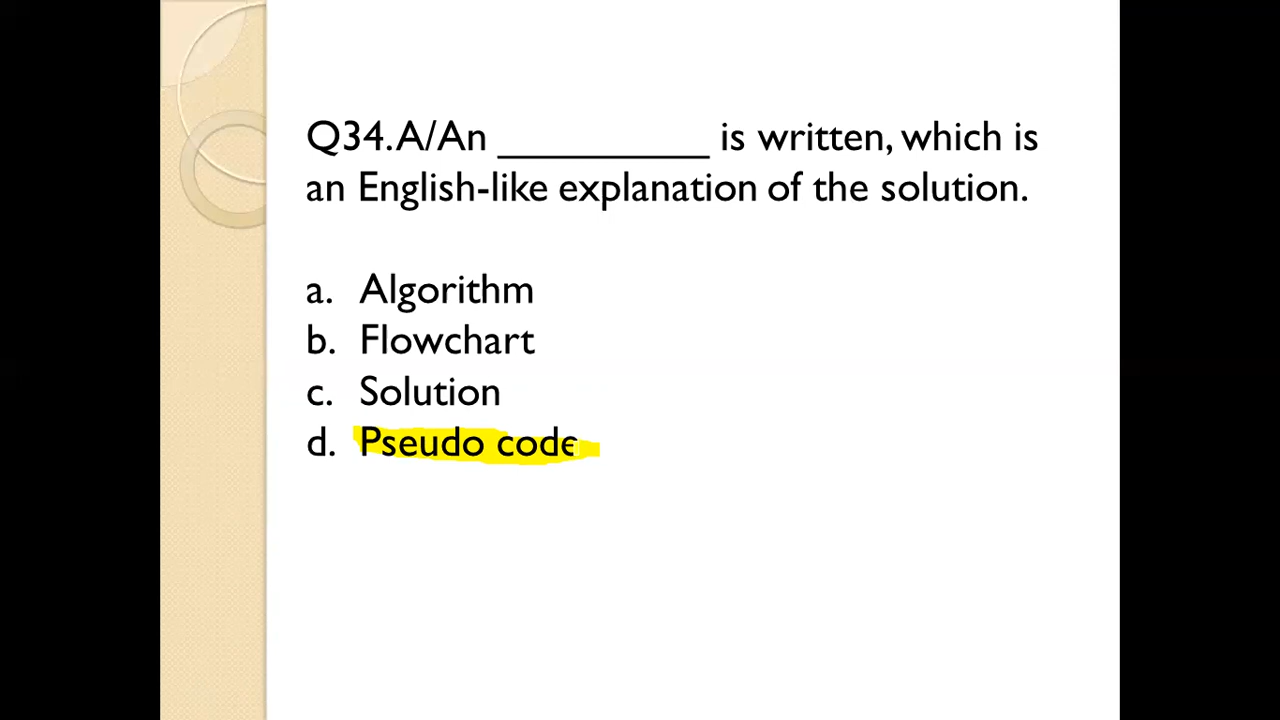 Q34.A/An __________ is written, which is
an English-like explanation of the solution.
a. Algorithm
b. Flowchart
c. Solution
d. Pseudo code